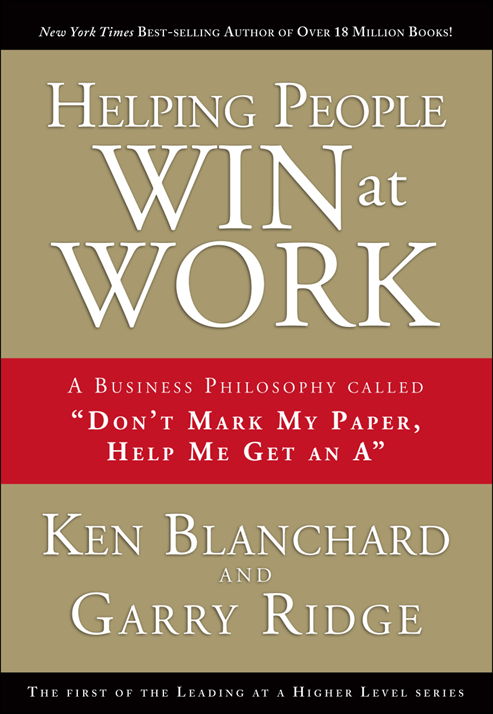 New York Times BEST-SELLING AUTHOR OF OVER 18 MILLION BOOKS!
HELPING PEOPLE
WIN at
WORK
A BUSINESS PHILOSOPHY CALLED
“DON’T MARK MY PAPER,
HELP ME GET AN A”
KEN BLANCHARD
AND
GARRY RIDGE
THE FIRST OF THE LEADING AT A HIGHER LEVEL SERIES